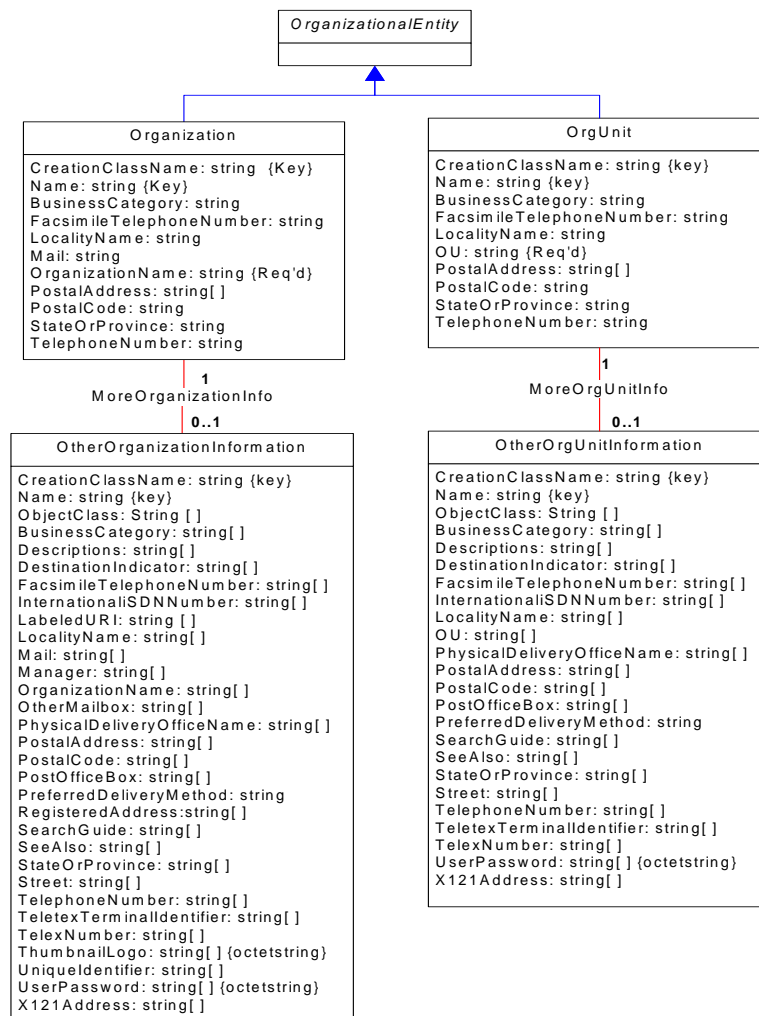 OrganizationalEntity
Organization
CreationClassName: string {Key}
Name: string {Key}
BusinessCategory: string
FacsimileTelephoneNumber: string
LocalityName: string
Mail: string
OrganizationName: string {Req'd}
PostalAddress: string[ ]
PostalCode: string
StateOrProvince: string
TelephoneNumber: string
OrgUnit
CreationClassName: string {key}
Name: string {key}
BusinessCategory: string
FacsimileTelephoneNumber: string
LocalityName: string
OU: string {Req'd}
PostalAddress: string[ ]
PostalCode: string
StateOrProvince: string
TelephoneNumber: string
1
MoreOrganizationInfo
0..1
1
MoreOrgUnitInfo
0..1
OtherOrganizationInformation
CreationClassName: string {key}
Name: string {key}
ObjectClass: String [ ]
BusinessCategory: string[ ]
Descriptions: string[ ]
DestinationIndicator: string[ ]
FacsimileTelephoneNumber: string[ ]
InternationaliSDNNumber: string[ ]
LabeledURI: string [ ]
LocalityName: string[ ]
Mail: string[ ]
Manager: string[ ]
OrganizationName: string[ ]
OtherMailbox: string[ ]
PhysicalDeliveryOfficeName: string[ ]
PostalAddress: string[ ]
PostalCode: string[ ]
PostOfficeBox: string[ ]
PreferredDeliveryMethod: string
RegisteredAddress:string[ ]
SearchGuide: string[ ]
SeeAlso: string[ ]
StateOrProvince: string[ ]
Street: string[ ]
TelephoneNumber: string[ ]
TeletexTerminalIdentifier: string[ ]
TelexNumber: string[ ]
ThumbnailLogo: string[ ] {octetstring}
UniqueIdentifier: string[ ]
UserPassword: string[ ] {octetstring}
X121Address: string[ ]
OtherOrgUnitInformation
CreationClassName: string {key}
Name: string {key}
ObjectClass: String [ ]
BusinessCategory: string[ ]
Descriptions: string[ ]
DestinationIndicator: string[ ]
FacsimileTelephoneNumber: string[ ]
InternationaliSDNNumber: string[ ]
LocalityName: string[ ]
OU: string[ ]
PhysicalDeliveryOfficeName: string[ ]
PostalAddress: string[ ]
PostalCode: string[ ]
PostOfficeBox: string[ ]
PreferredDeliveryMethod: string
SearchGuide: string[ ]
SeeAlso: string[ ]
StateOrProvince: string[ ]
Street: string[ ]
TelephoneNumber: string[ ]
TeletexTerminalIdentifier: string[ ]
TelexNumber: string[ ]
UserPassword: string[ ] {octetstring}
X121Address: string[ ]